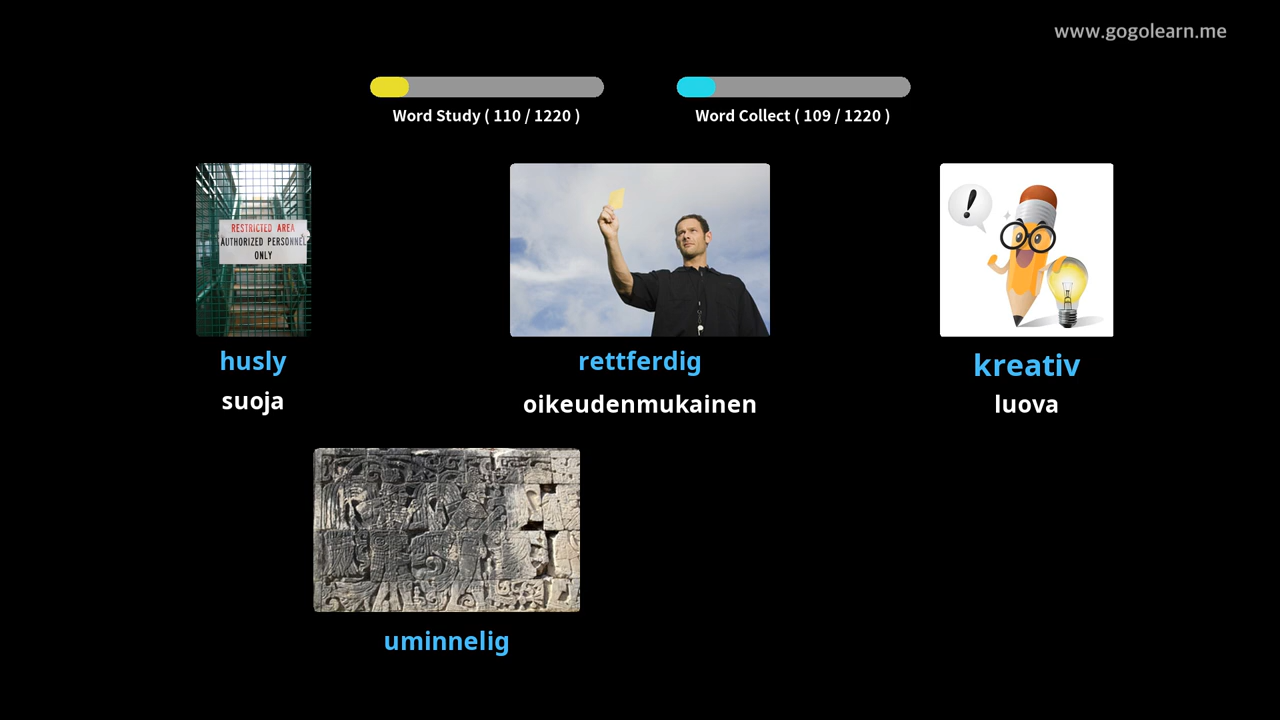 www.gogolearn.me
Word Study ( 110 / 1220 )
Word Collect ( 109 / 1220 )
RESTRICTED AREA
AUTHORIZED PERSONNEL
ONLY
!
husly
suoja
rettferdig
oikeudenmukainen
kreativ
luova
uminnelig